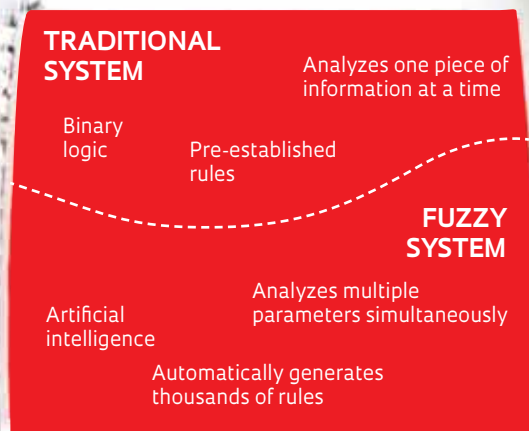 TRADITIONAL
SYSTEM
Analyzes one piece of
information at a time
Binary
logic
Pre-established
rules
FUZZY
SYSTEM
Analyzes multiple
parameters simultaneously
Artificial
intelligence
Automatically generates
thousands of rules